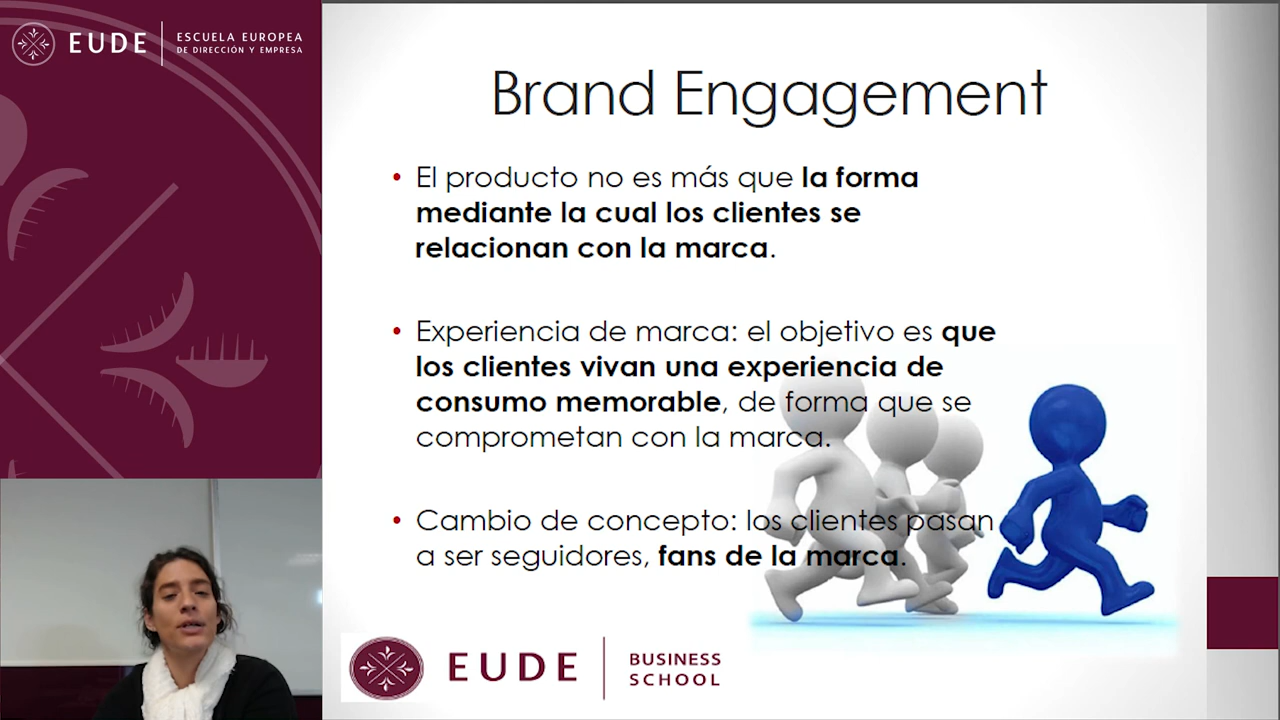 EUDE
ESCUELA EUROPEA
DE DIRECCIÓN Y EMPRESA
Brand Engagement
• El producto no es más que la forma
mediante la cual los clientes se
relacionan con la marca.
• Experiencia de marca: el objetivo es que
los clientes vivan una experiencia de
consumo memorable, de forma que se
comprometan con la marca.
• Cambio de concepto: los clientes pasan
a ser seguidores, fans de la marca.
EUDE
BUSINESS
SCHOOL